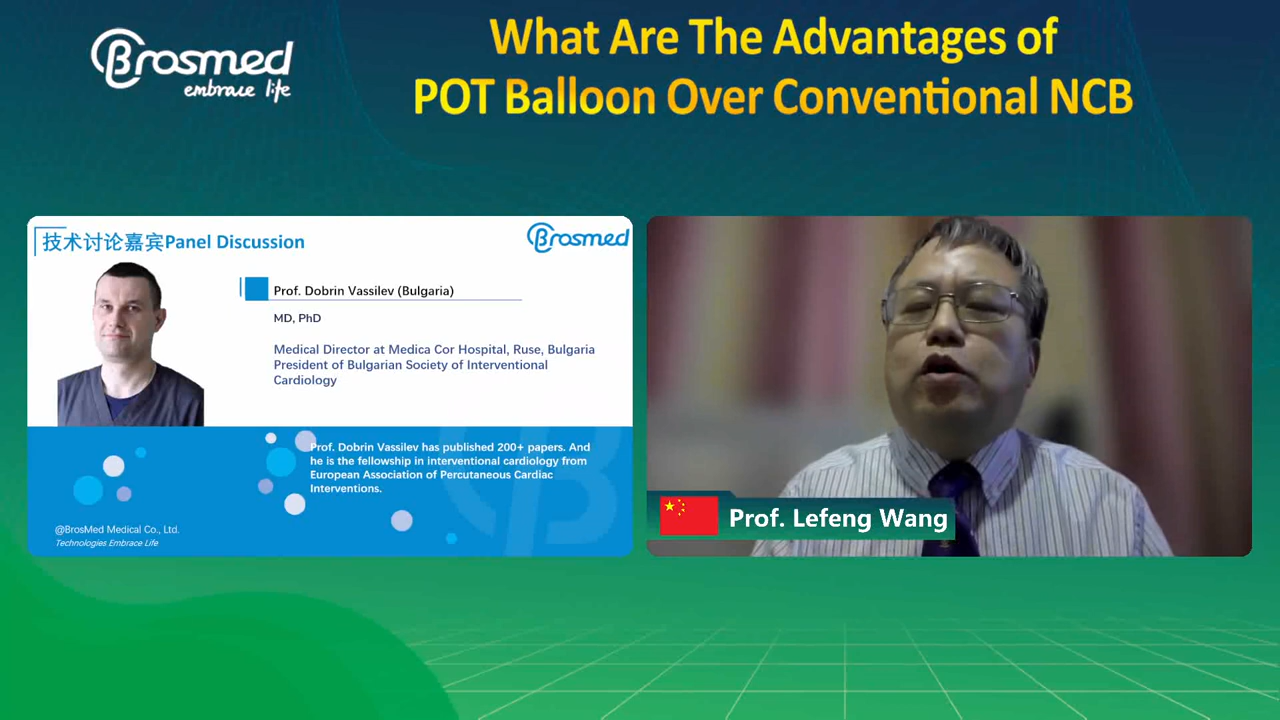 Brosmed
embrace life
What Are The Advantages of
POT Balloon Over Conventional NCB
技术讨论嘉宾Panel Discussion
Brosmed
Prof. Dobrin Vassilev (Bulgaria)
MD, PhD
Medical Director at Medica Cor Hospital, Ruse, Bulgaria
President of Bulgarian Society of Interventional
Cardiology
Prof. Dobrin Vassilev has published 200+ papers. And
he is the fellowship in interventional cardiology from
European Association of Percutaneous Cardiac
Interventions.
@BrosMed Medical Co., Ltd.
Technologies Embrace Life
Prof. Lefeng Wang